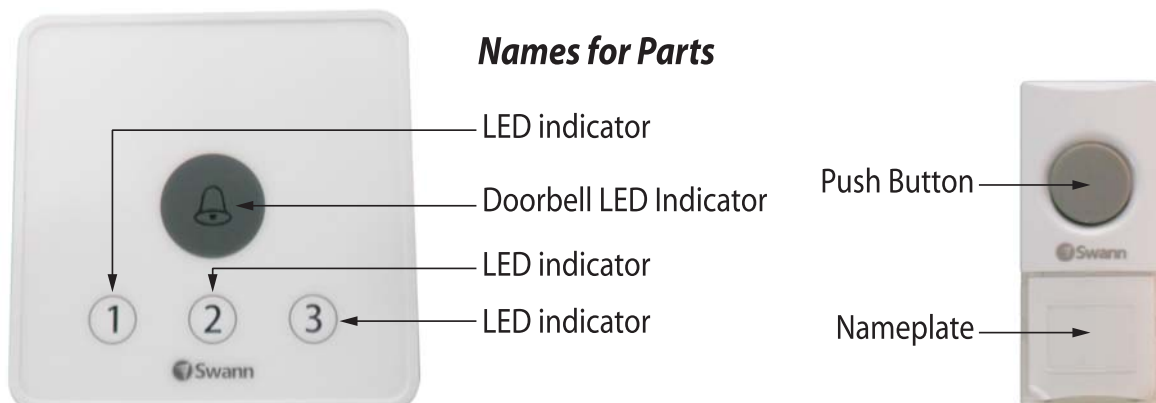 Names for Parts
LED indicator
Doorbell LED Indicator
LED indicator
LED indicator
1 2 3
Swann
Push Button
Swann
Nameplate